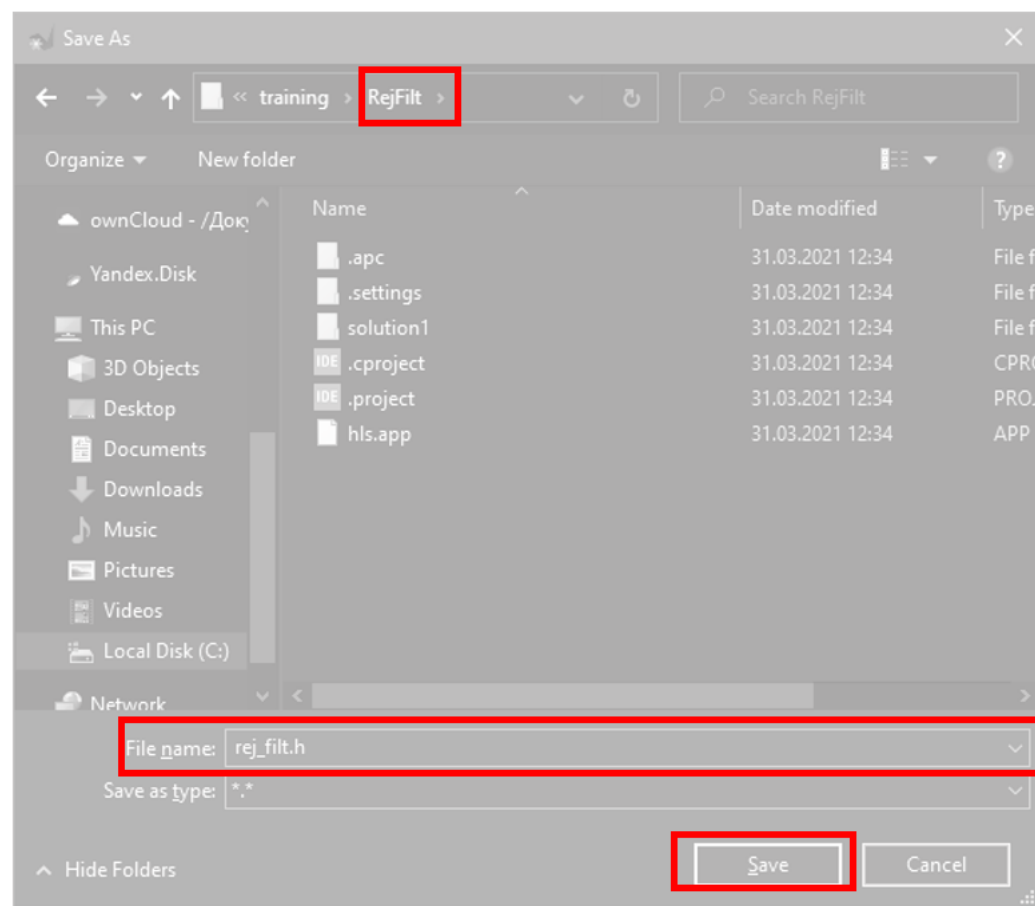 Save As
« training › RejFilt ›
Search RejFilt
Organize
New folder
?
Name
Date modified
Type
ownCloud - /Доку
Yandex.Disk
This PC
3D Objects
Desktop
Documents
Downloads
Music
Pictures
Videos
Local Disk (C:)
Network
.apc 31.03.2021 12:34 File f
.settings 31.03.2021 12:34 File f
solution1 31.03.2021 12:34 File f
IDE .cproject 31.03.2021 12:34 CPRO
IDE .project 31.03.2021 12:34 PROJ
hls.app 31.03.2021 12:34 APP
File name: rej_filt.h
Save as type: *.*
Hide Folders
Save
Cancel